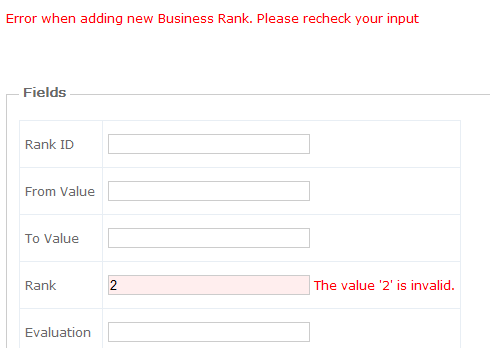 Error when adding new Business Rank. Please recheck your input
Fields
Rank ID
From Value
To Value
Rank 2 The value '2' is invalid.
Evaluation